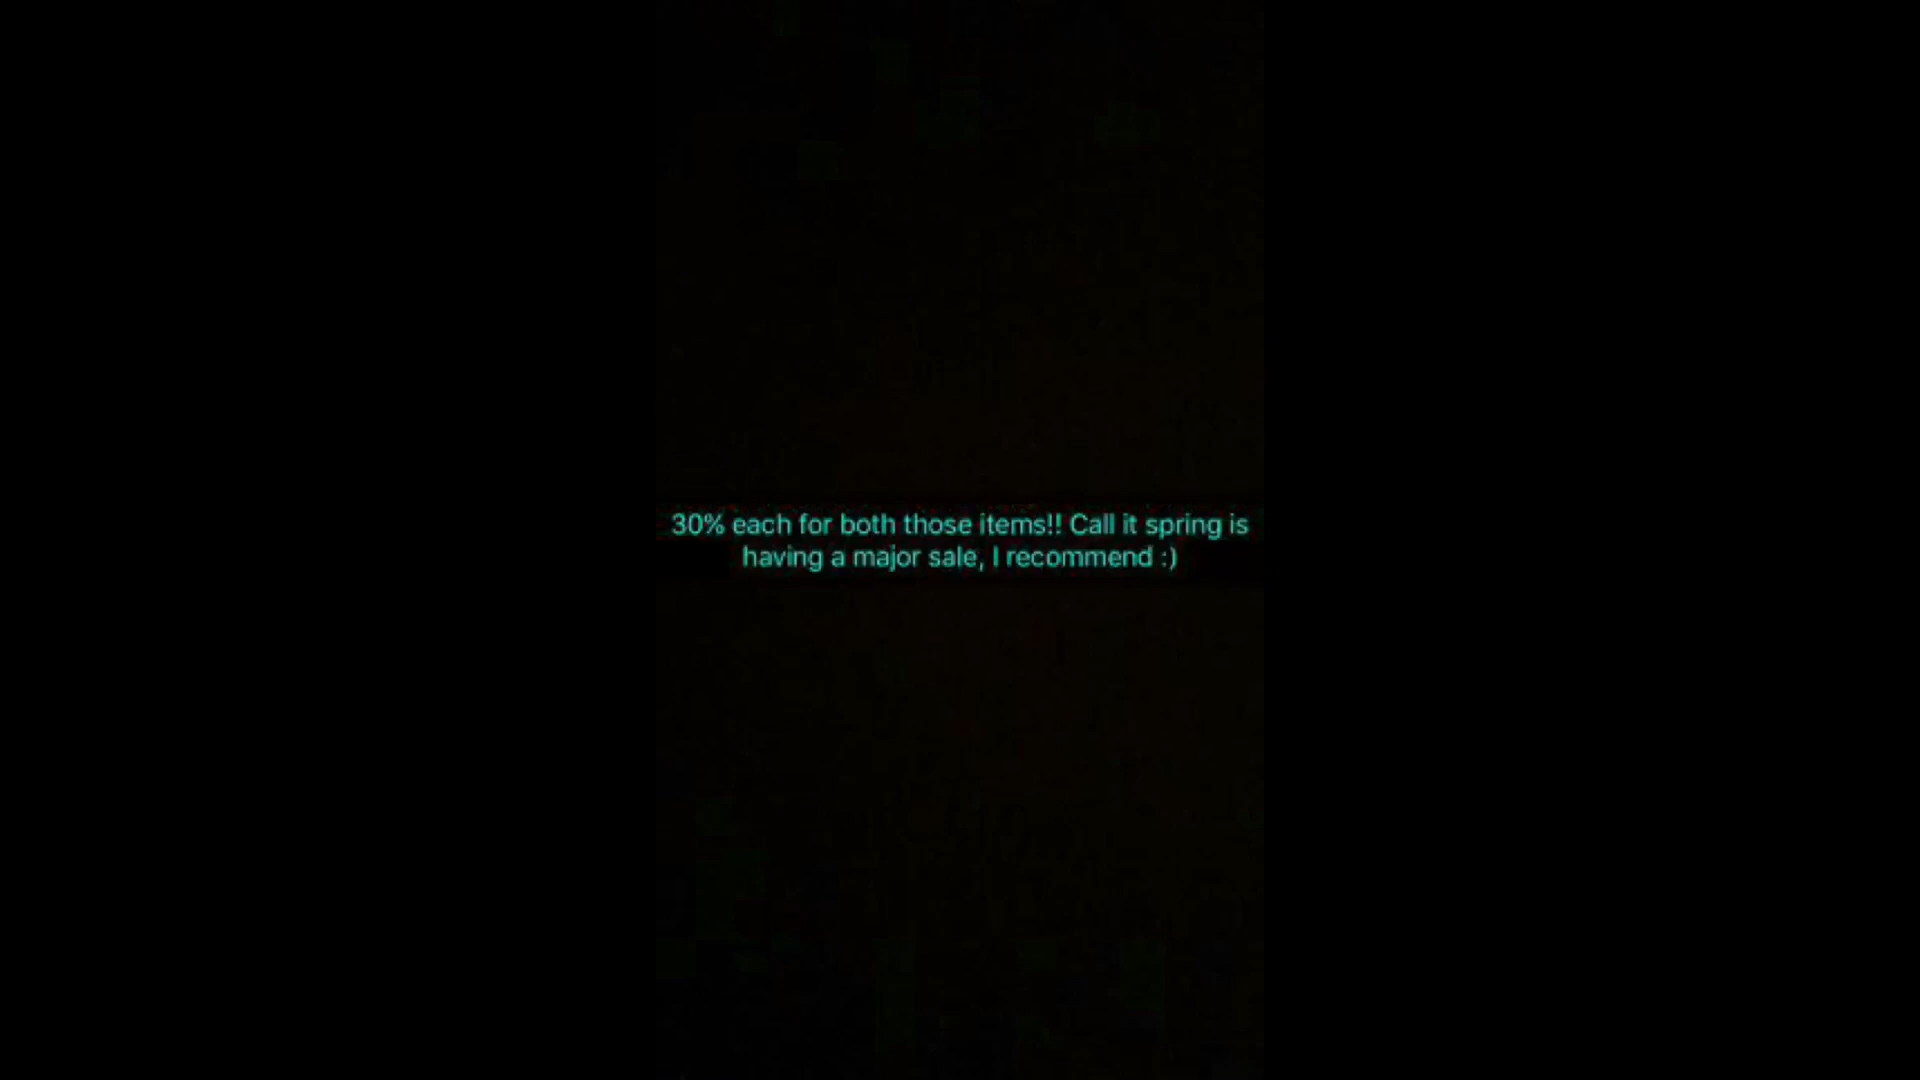 30% each for both those items!! Call it spring is
having a major sale, I recommend :)